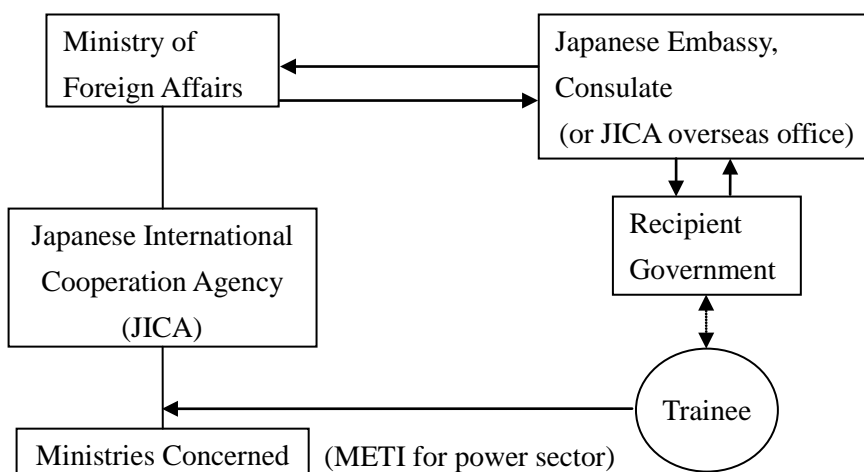 Ministry of
Foreign Affairs
Japanese Embassy,
Consulate
(or JICA overseas office)
Japanese International
Cooperation Agency
(JICA)
Recipient
Government
Trainee
Ministries Concerned
(METI for power sector)